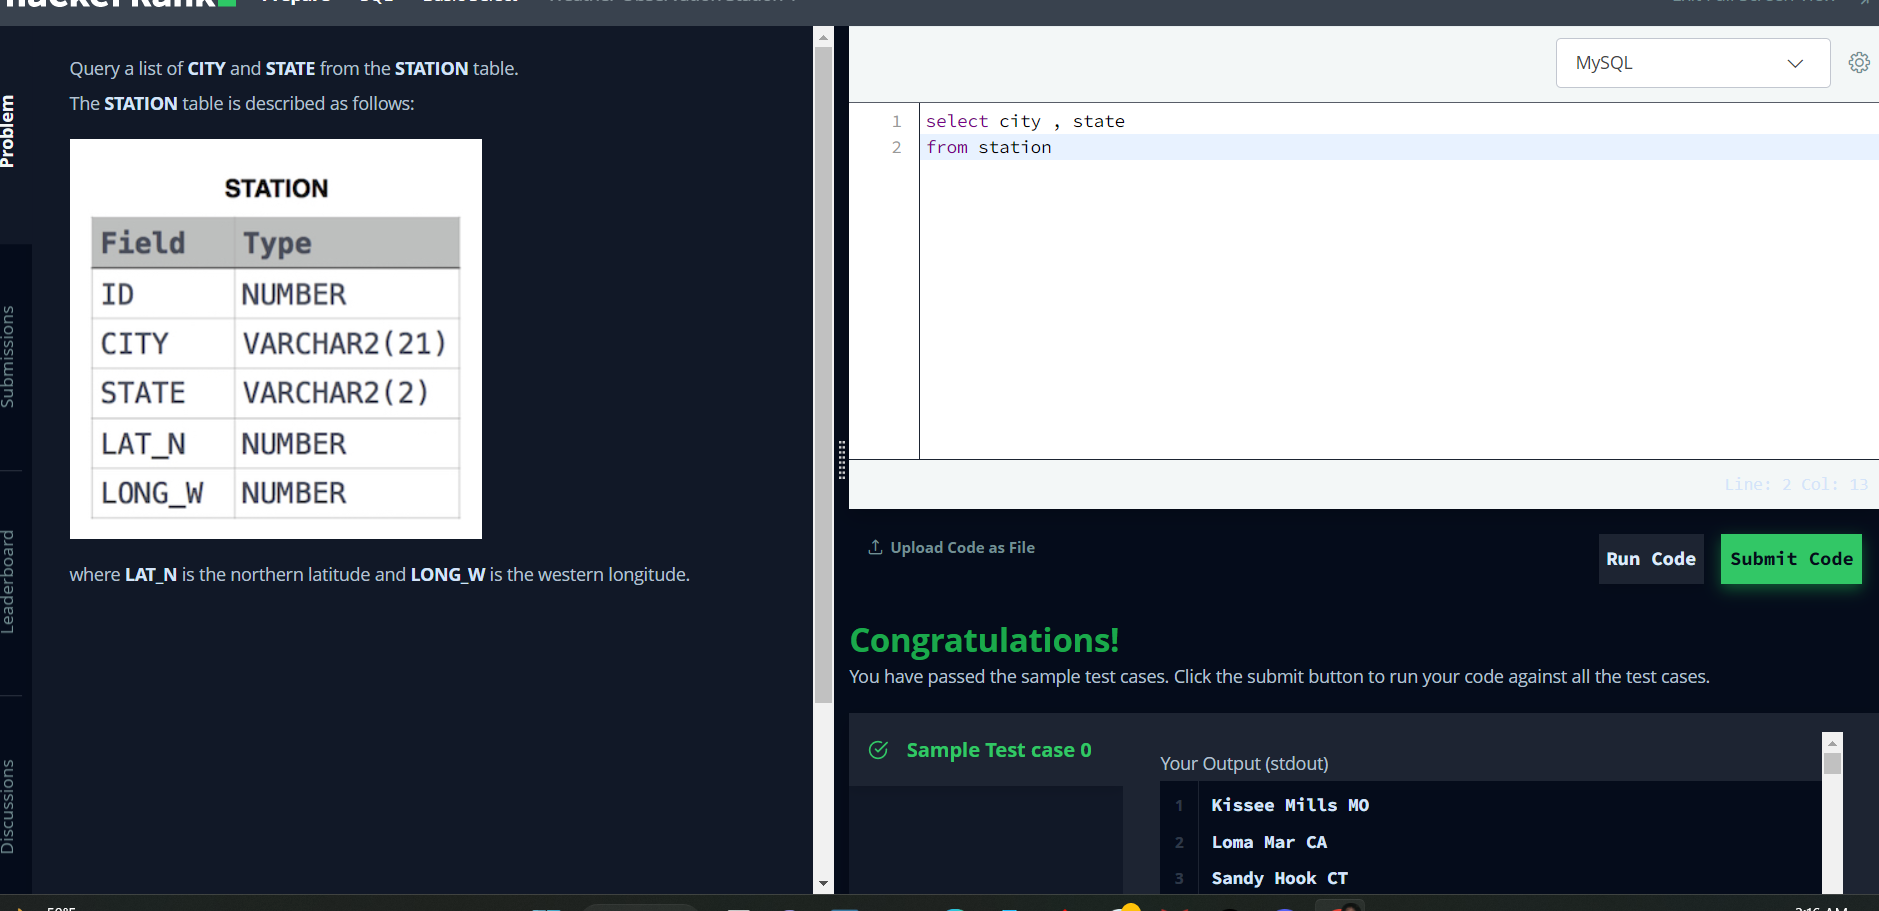 Query a list of CITY and STATE from the STATION table.
The STATION table is described as follows:
STATION
Field Type
ID NUMBER
CITY VARCHAR2(21)
STATE VARCHAR2(2)
LAT_N NUMBER
LONG_W NUMBER
where LAT_N is the northern latitude and LONG_W is the western longitude.
Problem
Submissions
Leaderboard
Discussions
MySQL
1 select city , state
2 from station
Line: 2 Col: 13
Upload Code as File
Run Code
Submit Code
Congratulations!
You have passed the sample test cases. Click the submit button to run your code against all the test cases.
Sample Test case 0
Your Output (stdout)
1 Kissee Mills MO
2 Loma Mar CA
3 Sandy Hook CT